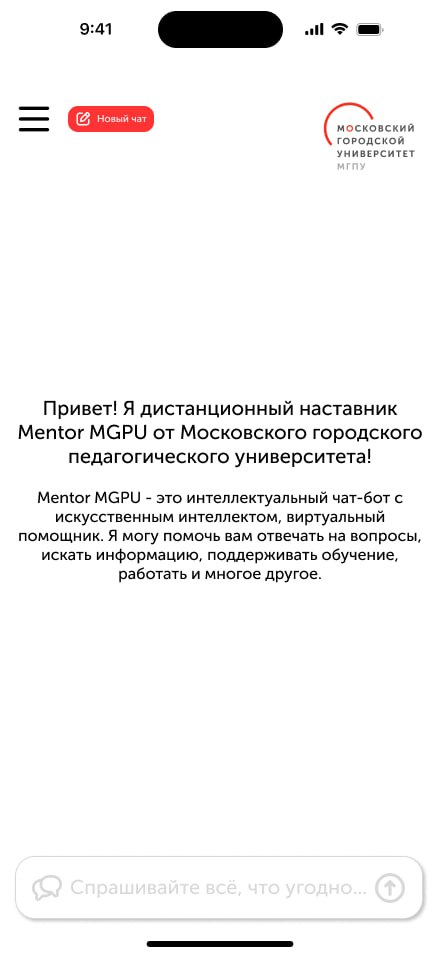 9:41
Новый чат
МОСКОВСКИЙ
ГОРОДСКОЙ
УНИВЕРСИТЕТ
МГПУ
Привет! Я дистанционный наставник
Mentor MGPU от Московского городского
педагогического университета!
Mentor MGPU - это интеллектуальный чат-бот с
искусственным интеллектом, виртуальный
помощник. Я могу помочь вам отвечать на вопросы,
искать информацию, поддерживать обучение,
работать и многое другое.
Спрашивайте всё, что угодно...